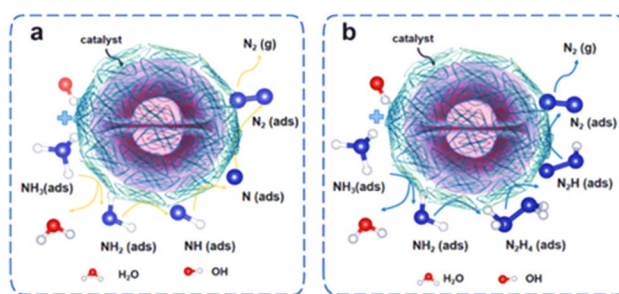 a
catalyst
N₂ (g)
N₂ (ads)
N (ads)
NH₃(ads)
NH₂ (ads)
NH (ads)
H₂O
OH
b
catalyst
N₂ (g)
N₂ (ads)
N₂H (ads)
NH₃(ads)
NH₂ (ads)
N₂H₄ (ads)
H₂O
OH